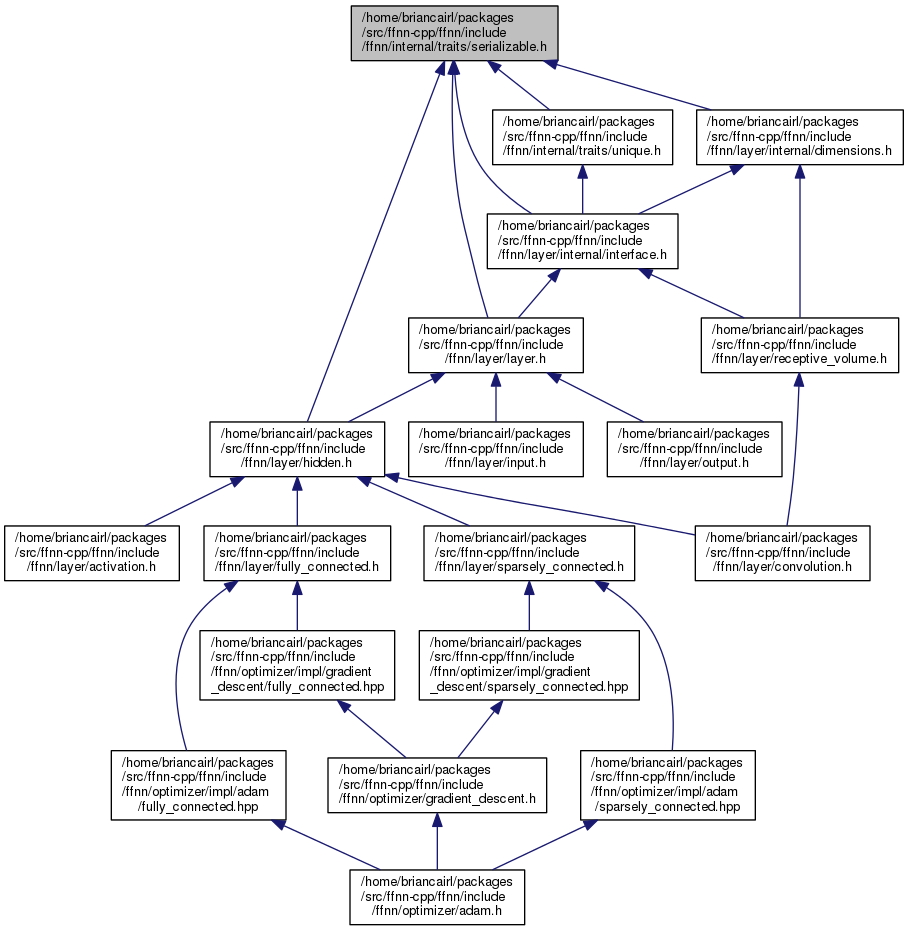 /home/briancairl/packages
/src/ffnn-cpp/ffnn/include
/ffnn/internal/traits/serializable.h
/home/briancairl/packages
/src/ffnn-cpp/ffnn/include
/ffnn/internal/traits/unique.h
/home/briancairl/packages
/src/ffnn-cpp/ffnn/include
/ffnn/layer/internal/dimensions.h
/home/briancairl/packages
/src/ffnn-cpp/ffnn/include
/ffnn/layer/internal/interface.h
/home/briancairl/packages
/src/ffnn-cpp/ffnn/include
/ffnn/layer/layer.h
/home/briancairl/packages
/src/ffnn-cpp/ffnn/include
/ffnn/layer/receptive_volume.h
/home/briancairl/packages
/src/ffnn-cpp/ffnn/include
/ffnn/layer/hidden.h
/home/briancairl/packages
/src/ffnn-cpp/ffnn/include
/ffnn/layer/input.h
/home/briancairl/packages
/src/ffnn-cpp/ffnn/include
/ffnn/layer/output.h
/home/briancairl/packages
/src/ffnn-cpp/ffnn/include
/ffnn/layer/activation.h
/home/briancairl/packages
/src/ffnn-cpp/ffnn/include
/ffnn/layer/fully_connected.h
/home/briancairl/packages
/src/ffnn-cpp/ffnn/include
/ffnn/layer/sparsely_connected.h
/home/briancairl/packages
/src/ffnn-cpp/ffnn/include
/ffnn/layer/convolution.h
/home/briancairl/packages
/src/ffnn-cpp/ffnn/include
/ffnn/optimizer/impl/gradient
_descent/fully_connected.hpp
/home/briancairl/packages
/src/ffnn-cpp/ffnn/include
/ffnn/optimizer/impl/gradient
_descent/sparsely_connected.hpp
/home/briancairl/packages
/src/ffnn-cpp/ffnn/include
/ffnn/optimizer/impl/adam
/fully_connected.hpp
/home/briancairl/packages
/src/ffnn-cpp/ffnn/include
/ffnn/optimizer/gradient_descent.h
/home/briancairl/packages
/src/ffnn-cpp/ffnn/include
/ffnn/optimizer/impl/adam
/sparsely_connected.hpp
/home/briancairl/packages
/src/ffnn-cpp/ffnn/include
/ffnn/optimizer/adam.h